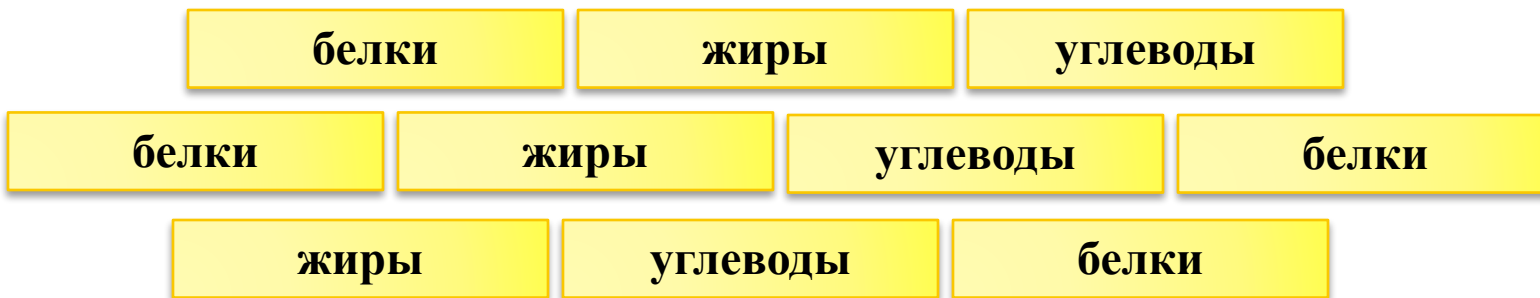 белки жиры углеводы
белки жиры углеводы белки
жиры углеводы белки